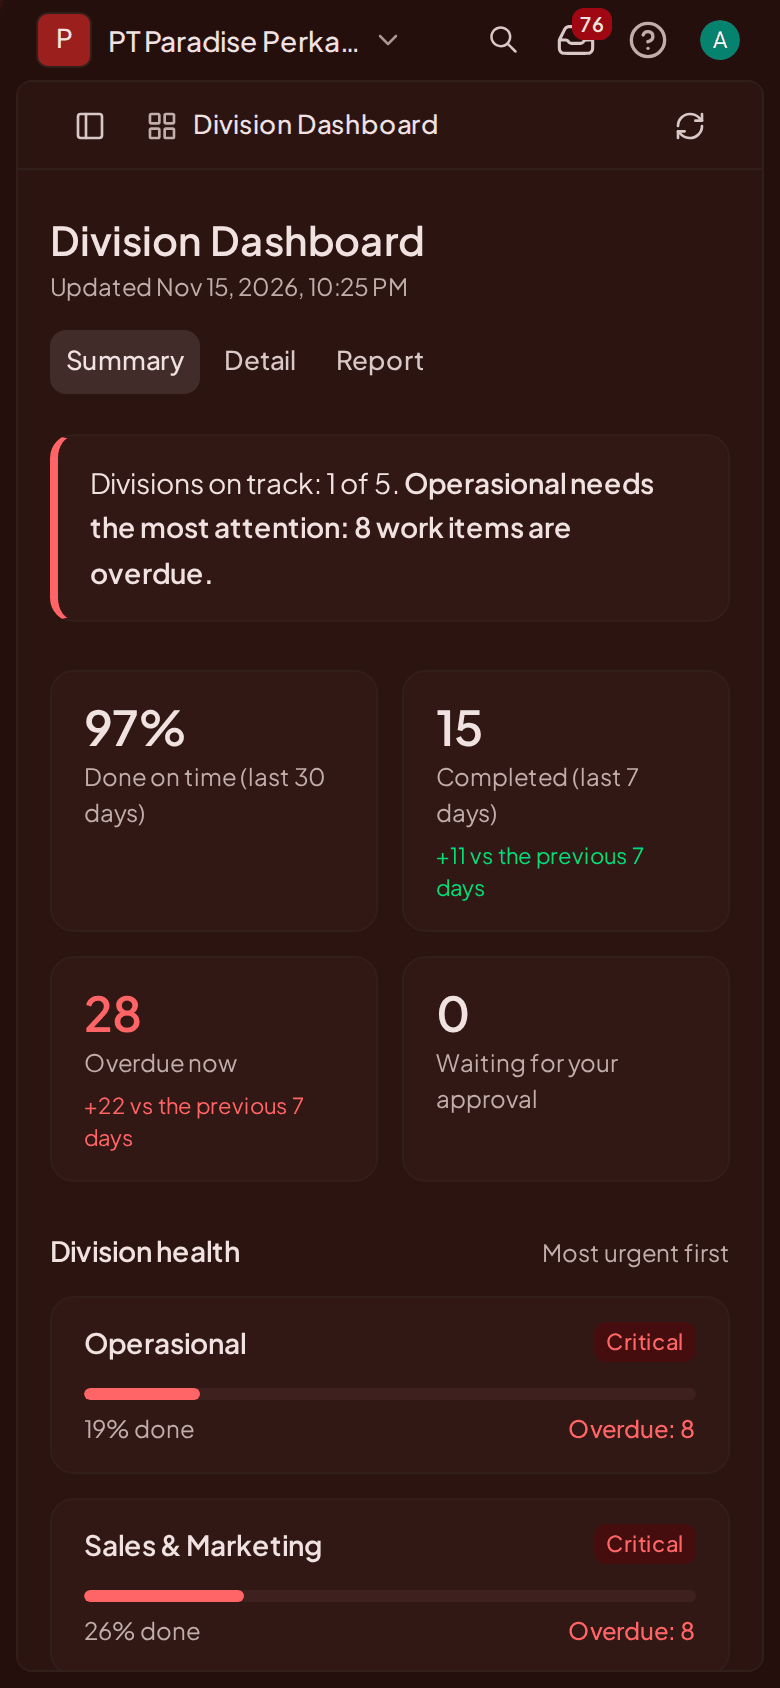 P
PT Paradise Perka...
76
A
Division Dashboard
Division Dashboard
Updated Nov 15, 2026, 10:25 PM
Summary
Detail
Report
Divisions on track: 1 of 5. Operasional needs
the most attention: 8 work items are
overdue.
97%
Done on time (last 30
days)
15
Completed (last 7
days)
+11 vs the previous 7
days
28
Overdue now
+22 vs the previous 7
days
0
Waiting for your
approval
Division health
Most urgent first
Operasional
Critical
19% done
Overdue: 8
Sales & Marketing
Critical
26% done
Overdue: 8